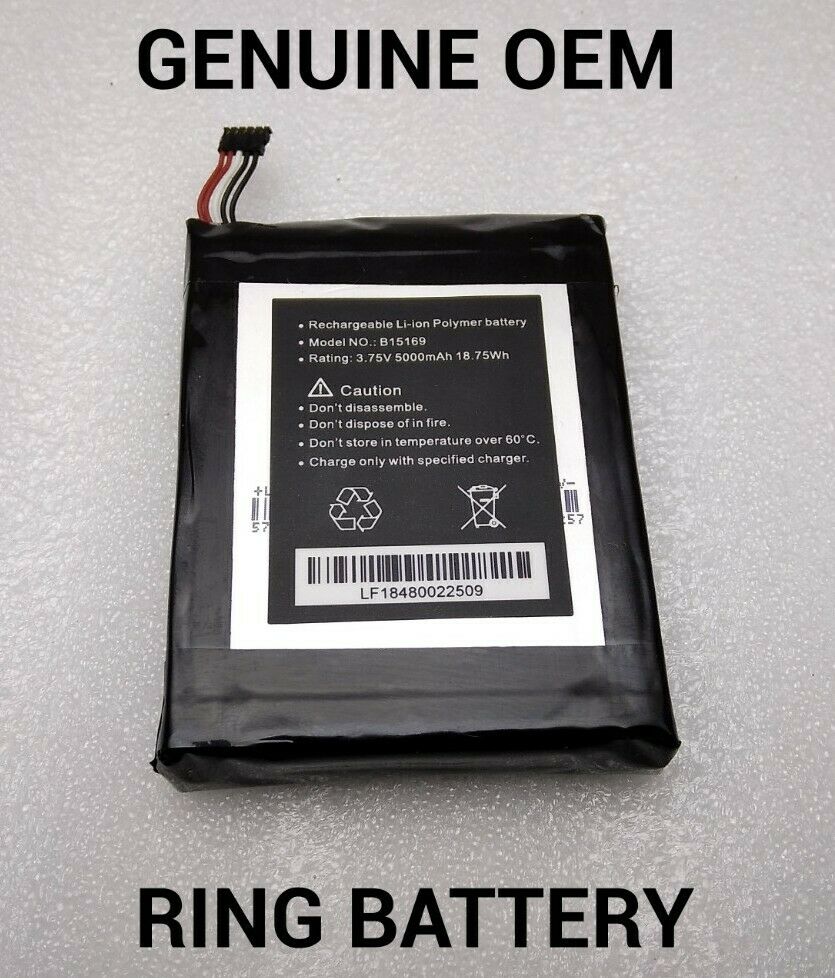 GENUINE OEM
• Rechargeable Li-ion Polymer battery
• Model NO.: B15169
• Rating: 3.75V 5000mAh 18.75Wh
Caution
• Don't disassemble.
• Don't dispose of in fire.
• Don't store in temperature over 60°C.
• Charge only with specified charger.
LF18480022509
RING BATTERY